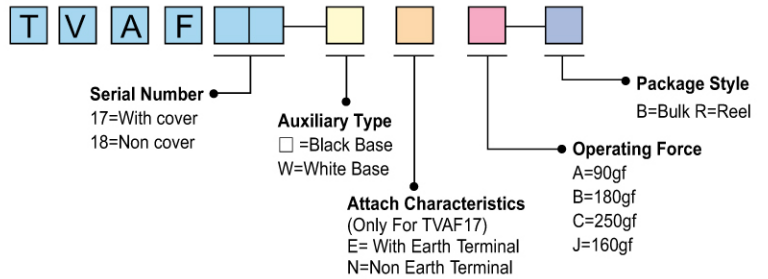 TVAF
Serial Number
17=With cover
18=Non cover
Auxiliary Type
□ =Black Base
W=White Base
Attach Characteristics
(Only For TVAF17)
E= With Earth Terminal
N=Non Earth Terminal
Operating Force
A=90gf
B=180gf
C=250gf
J=160gf
Package Style
B=Bulk R=Reel